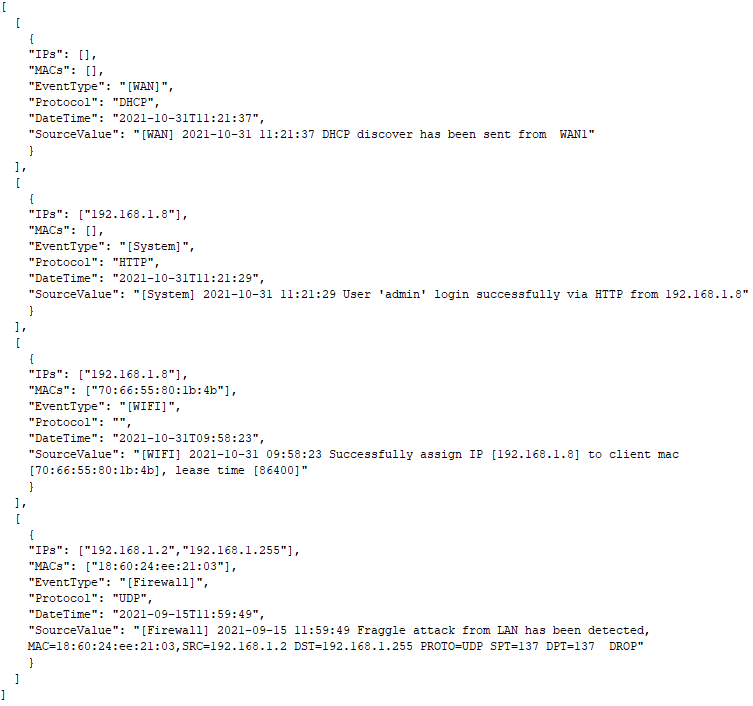 [
[
{
"IPs": [],
"MACs": [],
"EventType": "[WAN]",
"Protocol": "DHCP",
"DateTime": "2021-10-31T11:21:37",
"SourceValue": "[WAN] 2021-10-31 11:21:37 DHCP discover has been sent from  WAN1"
}
],
[
{
"IPs": ["192.168.1.8"],
"MACs": [],
"EventType": "[System]",
"Protocol": "HTTP",
"DateTime": "2021-10-31T11:21:29",
"SourceValue": "[System] 2021-10-31 11:21:29 User 'admin' login successfully via HTTP from 192.168.1.8"
}
],
[
{
"IPs": ["192.168.1.8"],
"MACs": ["70:66:55:80:1b:4b"],
"EventType": "[WIFI]",
"Protocol": "",
"DateTime": "2021-10-31T09:58:23",
"SourceValue": "[WIFI] 2021-10-31 09:58:23 Successfully assign IP [192.168.1.8] to client mac
[70:66:55:80:1b:4b], lease time [86400]"
}
],
[
{
"IPs": ["192.168.1.2","192.168.1.255"],
"MACs": ["18:60:24:ee:21:03"],
"EventType": "[Firewall]",
"Protocol": "UDP",
"DateTime": "2021-09-15T11:59:49",
"SourceValue": "[Firewall] 2021-09-15 11:59:49 Fraggle attack from LAN has been detected,
MAC=18:60:24:ee:21:03,SRC=192.168.1.2 DST=192.168.1.255 PROTO=UDP SPT=137 DPT=137  DROP"
}
]
]